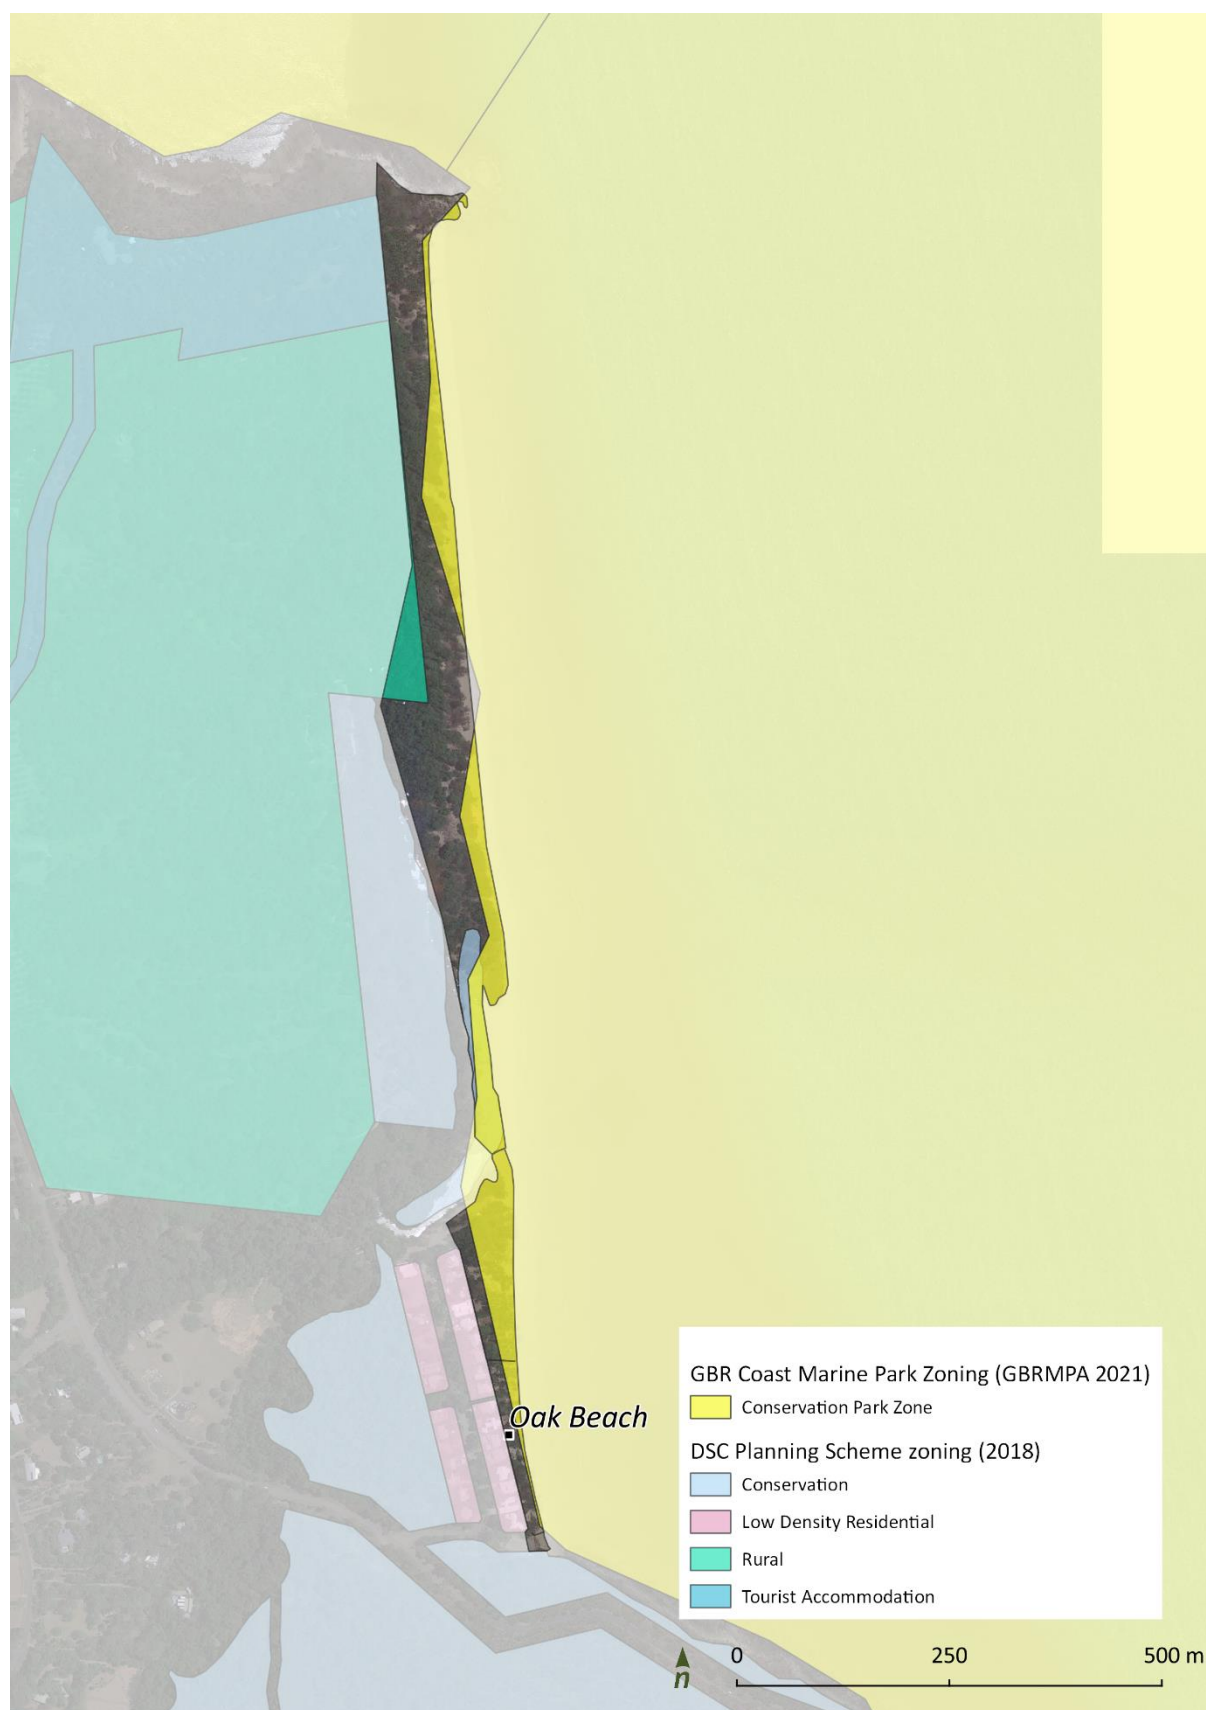 Oak Beach
GBR Coast Marine Park Zoning (GBRMPA 2021)
Conservation Park Zone
DSC Planning Scheme zoning (2018)
Conservation
Low Density Residential
Rural
Tourist Accommodation
n
0 250 500 m